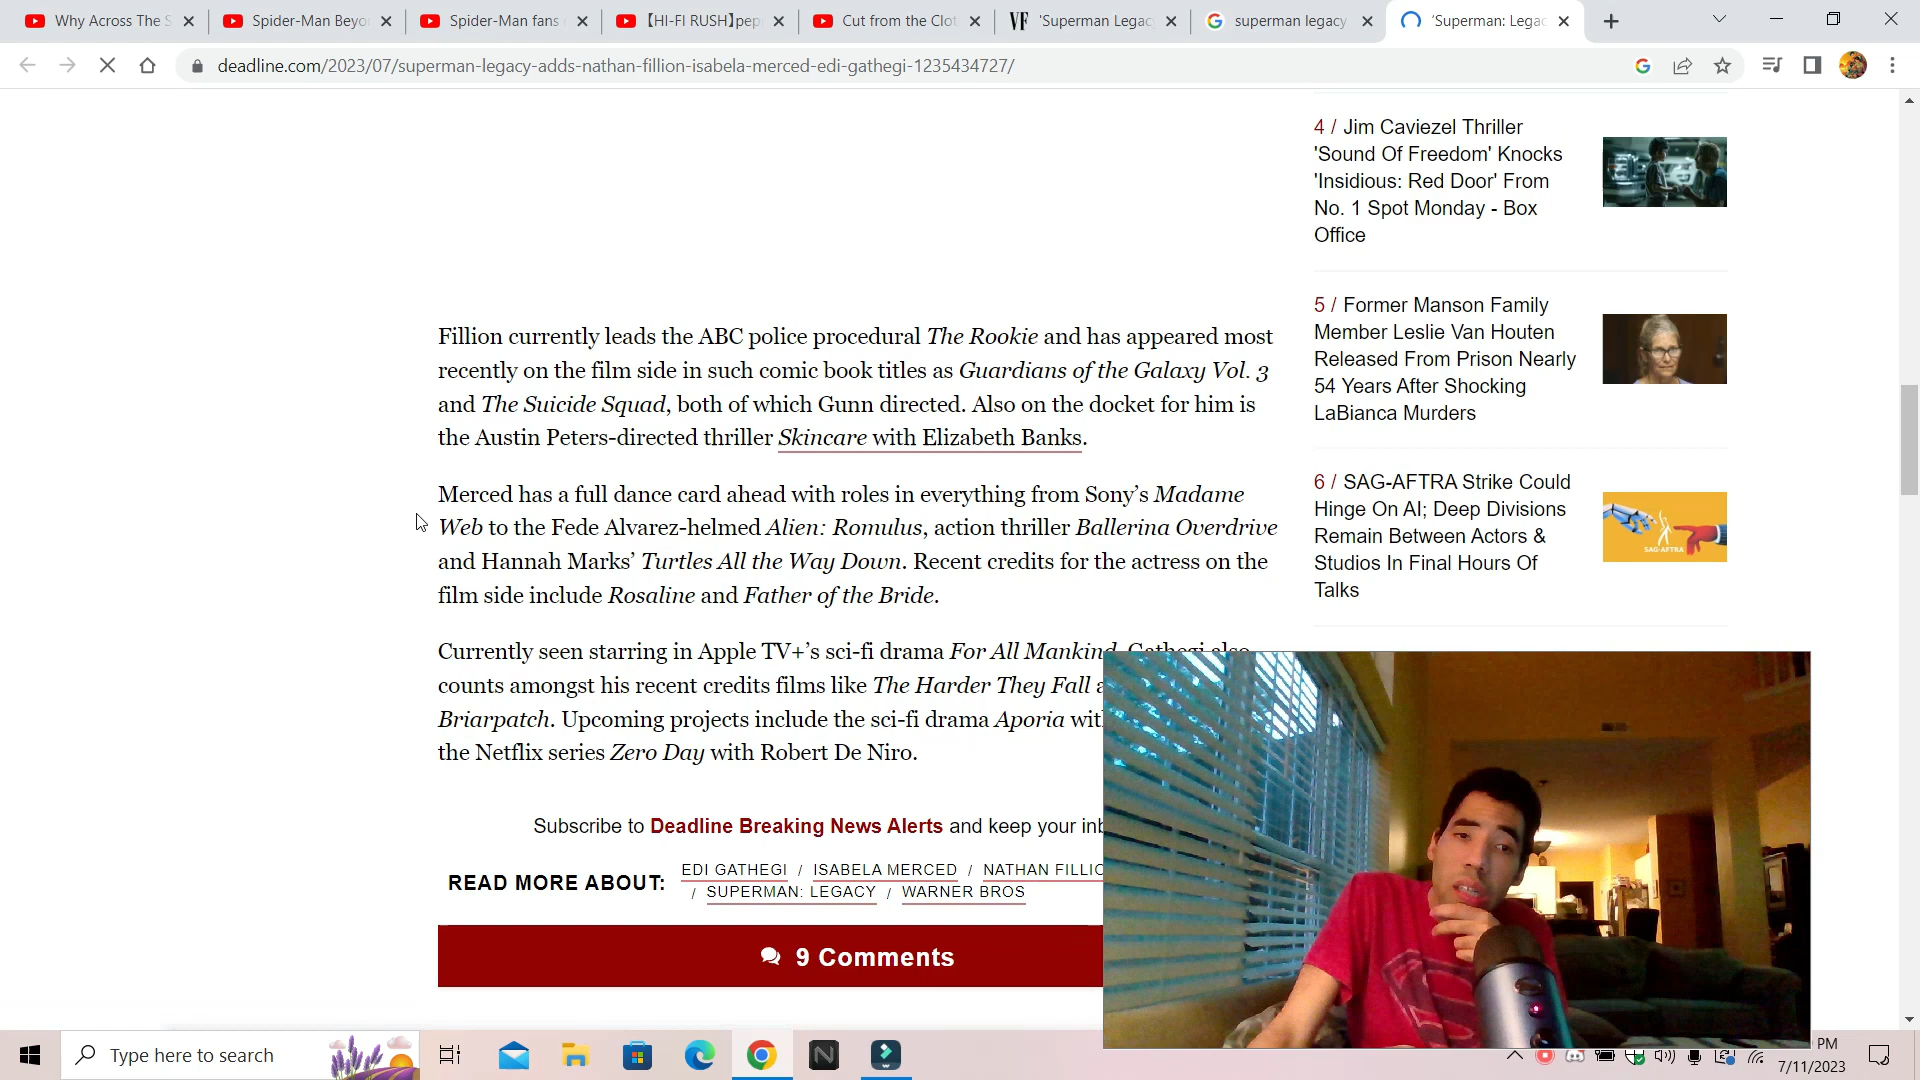 Why Across The S
Spider-Man Beyo
Spider-Man fans
【HI-FI RUSH】pep
Cut from the Clot
VF 'Superman Legac
superman legacy
'Superman: Legac
deadline.com/2023/07/superman-legacy-adds-nathan-fillion-isabela-merced-edi-gathegi-1235434727/
Fillion currently leads the ABC police procedural The Rookie and has appeared most
recently on the film side in such comic book titles as Guardians of the Galaxy Vol. 3
and The Suicide Squad, both of which Gunn directed. Also on the docket for him is
the Austin Peters-directed thriller Skincare with Elizabeth Banks.
Merced has a full dance card ahead with roles in everything from Sony’s Madame
Web to the Fede Alvarez-helmed Alien: Romulus, action thriller Ballerina Overdrive
and Hannah Marks’ Turtles All the Way Down. Recent credits for the actress on the
film side include Rosaline and Father of the Bride.
Currently seen starring in Apple TV+’s sci-fi drama For All Mankind, Gathegi also
counts amongst his recent credits films like The Harder They Fall a
Briarpatch. Upcoming projects include the sci-fi drama Aporia wit
the Netflix series Zero Day with Robert De Niro.
Subscribe to Deadline Breaking News Alerts and keep your inb
READ MORE ABOUT:
EDI GATHEGI / ISABELA MERCED / NATHAN FILLIO
/ SUPERMAN: LEGACY / WARNER BROS
9 Comments
4 / Jim Caviezel Thriller
'Sound Of Freedom' Knocks
'Insidious: Red Door' From
No. 1 Spot Monday - Box
Office
5 / Former Manson Family
Member Leslie Van Houten
Released From Prison Nearly
54 Years After Shocking
LaBianca Murders
6 / SAG-AFTRA Strike Could
Hinge On AI; Deep Divisions
Remain Between Actors &
Studios In Final Hours Of
Talks
SAG-AFTRA
Type here to search
PM
7/11/2023